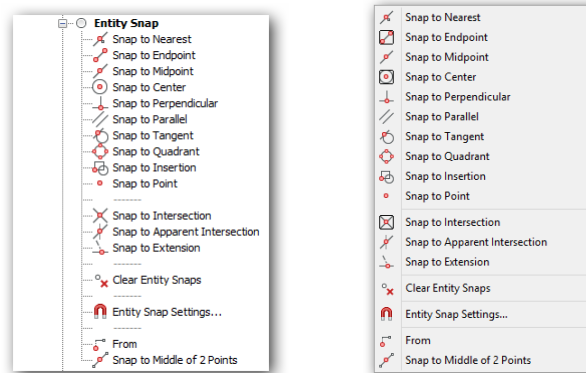 Entity Snap
Snap to Nearest
Snap to Endpoint
Snap to Midpoint
Snap to Center
Snap to Perpendicular
Snap to Parallel
Snap to Tangent
Snap to Quadrant
Snap to Insertion
Snap to Point
Snap to Intersection
Snap to Apparent Intersection
Snap to Extension
Clear Entity Snaps
Entity Snap Settings...
From
Snap to Middle of 2 Points
Snap to Nearest
Snap to Endpoint
Snap to Midpoint
Snap to Center
Snap to Perpendicular
Snap to Parallel
Snap to Tangent
Snap to Quadrant
Snap to Insertion
Snap to Point
Snap to Intersection
Snap to Apparent Intersection
Snap to Extension
Clear Entity Snaps
Entity Snap Settings...
From
Snap to Middle of 2 Points